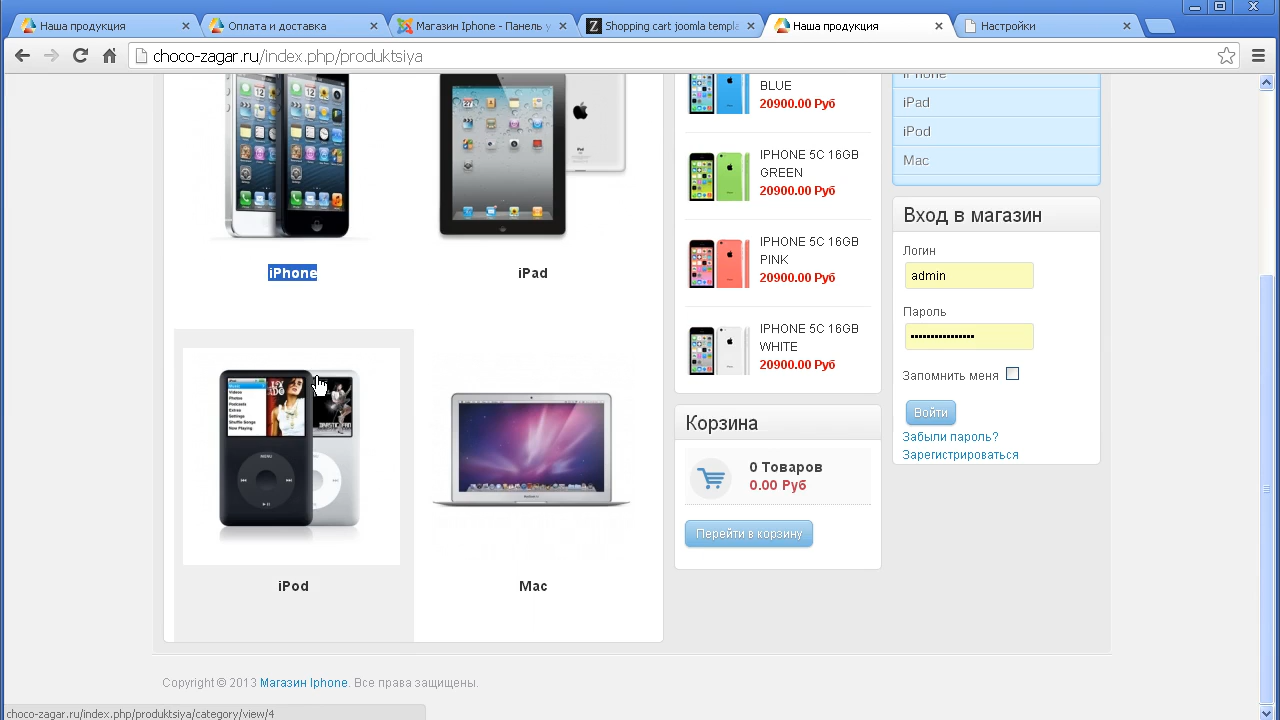 Наша продукция
Оплата и доставка
Магазин Iphone - Панель у
Shopping cart joomla templa
Наша продукция
Настройки
choco-zagar.ru/index.php/produktsiya
iPhone
iPad
iPod
Mac
BLUE
20900.00 Руб
IPHONE 5C 16GB
GREEN
20900.00 Руб
IPHONE 5C 16GB
PINK
20900.00 Руб
IPHONE 5C 16GB
WHITE
20900.00 Руб
Корзина
0 Товаров
0.00 Руб
Перейти в корзину
iPhone
iPad
iPod
Mac
Вход в магазин
Логин
admin
Пароль
•••••••••••••••
Запомнить меня
Войти
Забыли пароль?
Зарегистрироваться
Copyright © 2013 Магазин Iphone. Все права защищены.
choco-zagar.ru/index.php/produktsiya/category/view/4